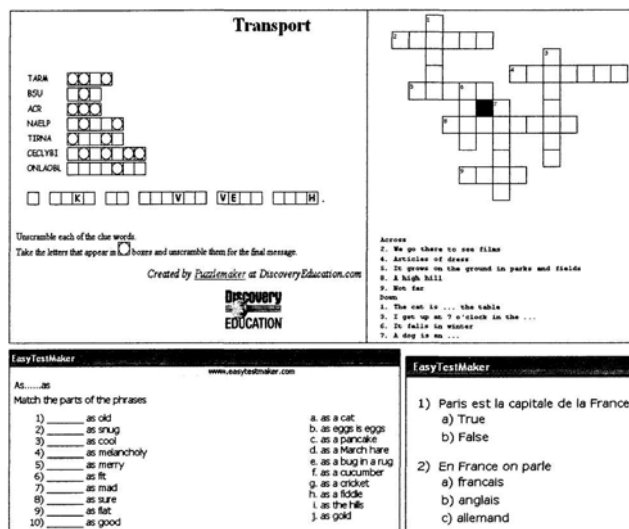 Transport
TARM
BSU
ACR
NAELP
TIRNA
CECLYBI
ONLAOBL
K V VE H .
Unscramble each of the clue words.
Take the letters that appear in boxes and unscramble them for the final message.
Created by Puzzlemaker at DiscoveryEducation.com
Discovery
EDUCATION
1
2
3
4
5 6
7
8
9
Across
2. We go there to see films
4. Articles of dress
5. It grows on the ground in parks and fields
8. A high hill
9. Not far
Down
1. The cat is ... the table
3. I get up at 7 o'clock in the ...
6. It falls in winter
7. A dog is an ...
EasyTestMaker
www.easytestmaker.com
As......as
Match the parts of the phrases
1) ______ as old
2) ______ as snug
3) ______ as cool
4) ______ as melancholy
5) ______ as merry
6) ______ as fit
7) ______ as mad
8) ______ as sure
9) ______ as flat
10) ______ as good
a. as a cat
b. as eggs is eggs
c. as a pancake
d. as a March hare
e. as a bug in a rug
f. as a cucumber
g. as a cricket
h. as a fiddle
i. as the hills
j. as gold
EasyTestMaker
1) Paris est la capitale de la France
a) True
b) False
2) En France on parle
a) francais
b) anglais
c) allemand